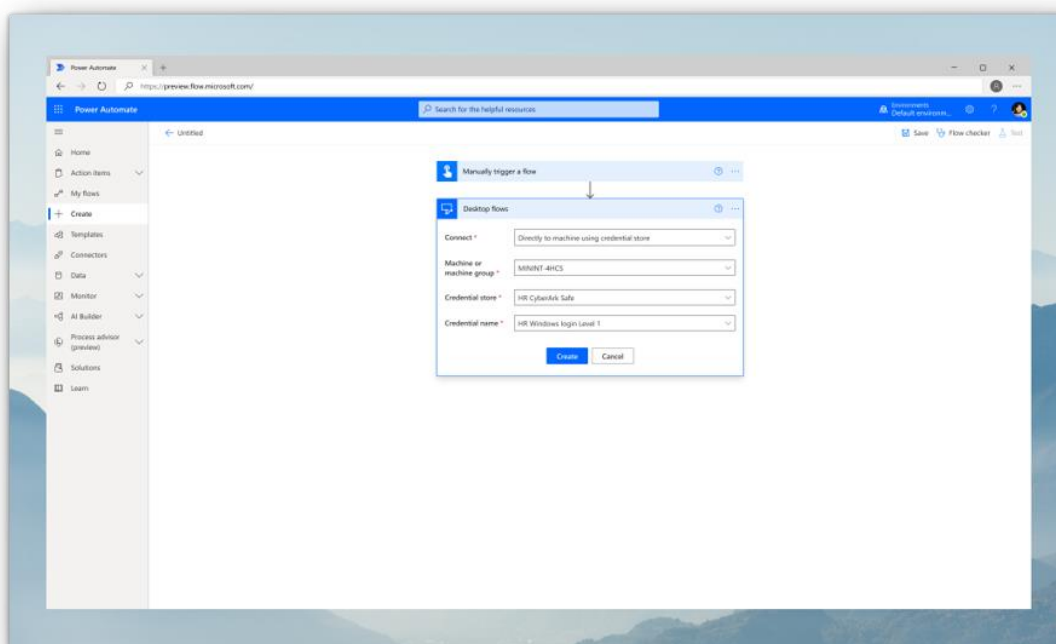 Power Automate
https://preview.flow.microsoft.com/
Power Automate
Search for the helpful resources
Environments
Default environm...
?
Untitled
Save
Flow checker
Test
Home
Action items
My flows
Create
Templates
Connectors
Data
Monitor
AI Builder
Process advisor
(preview)
Solutions
Learn
Manually trigger a flow
Desktop flows
Connect *
Directly to machine using credential store
Machine or
machine group *
MININT-4HCS
Credential store *
HR CyberArk Safe
Credential name *
HR Windows login Level 1
Create
Cancel